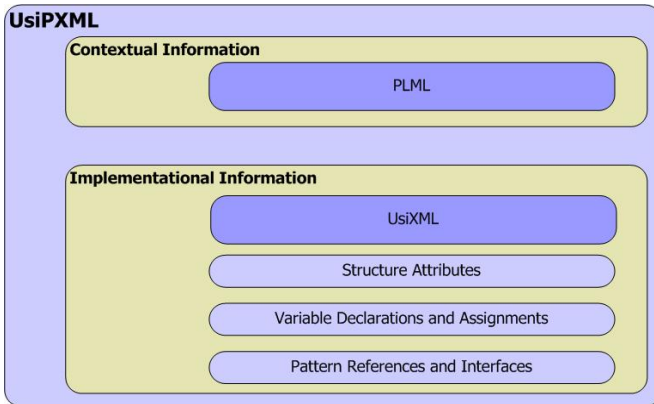 UsiPXML
Contextual Information
PLML
Implementational Information
UsiXML
Structure Attributes
Variable Declarations and Assignments
Pattern References and Interfaces